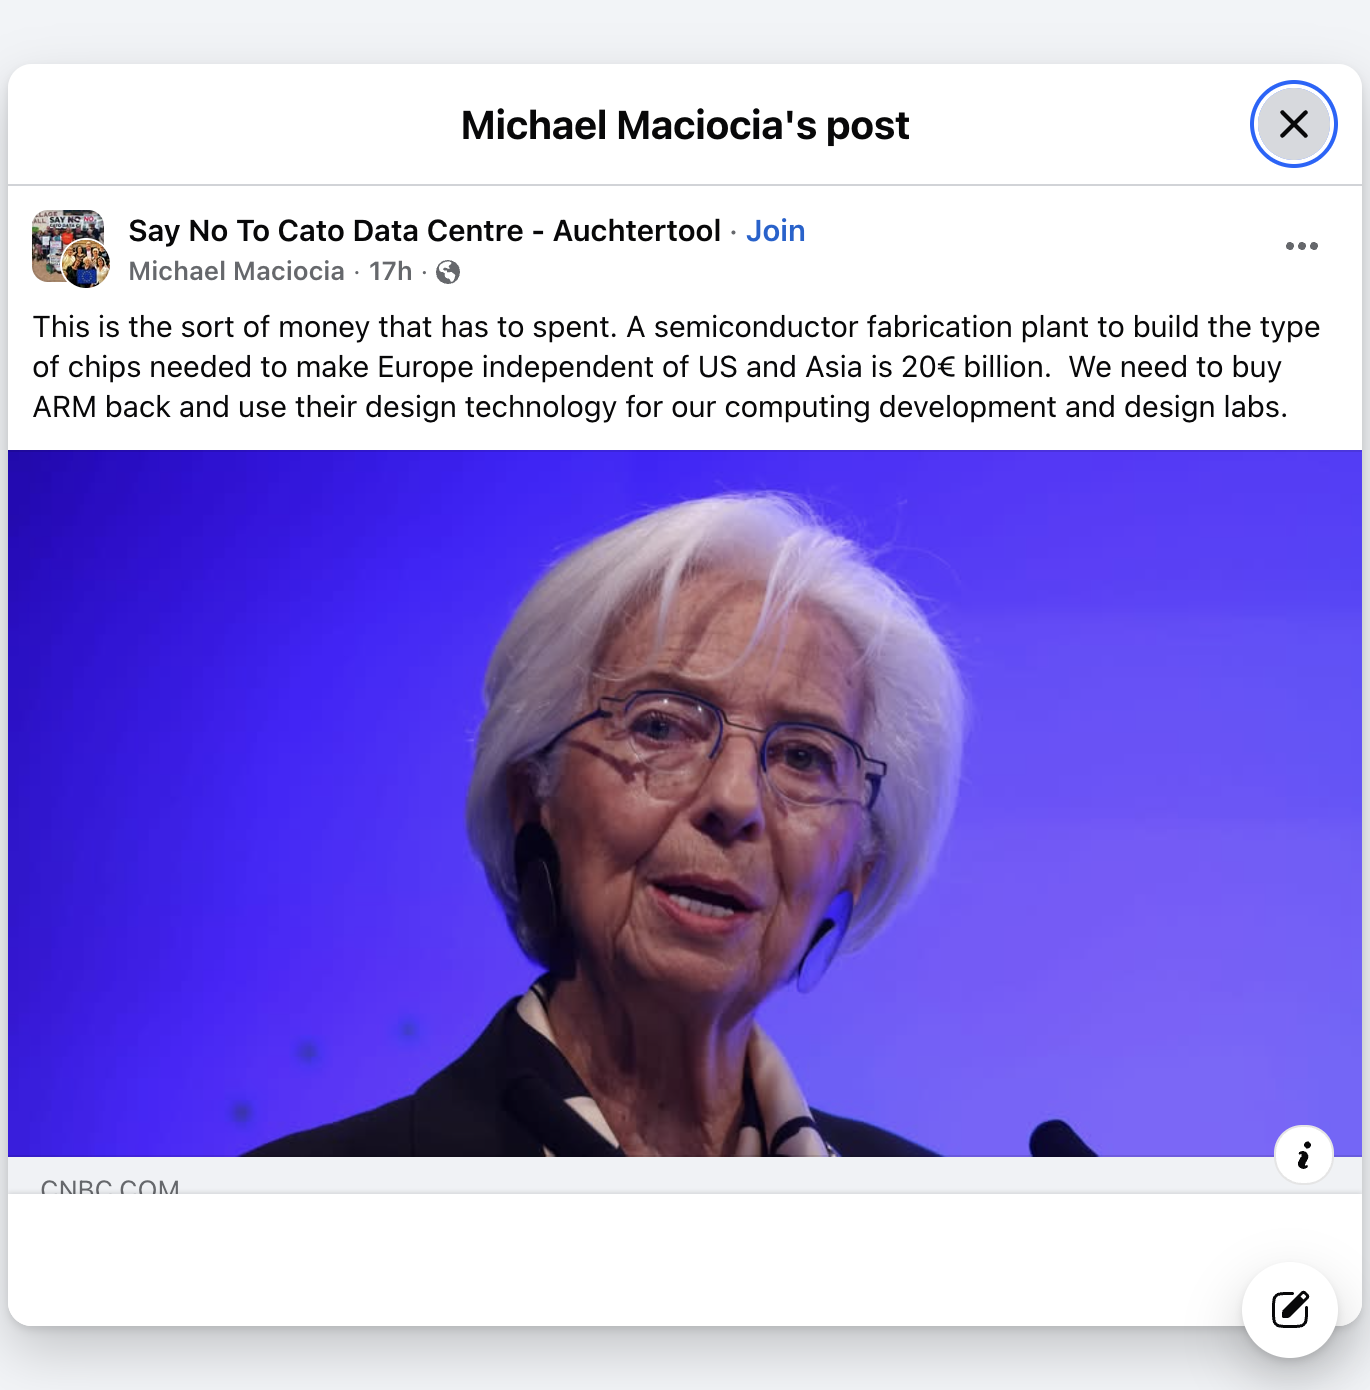 Michael Maciocia's post
Say No To Cato Data Centre - Auchtertool · Join
Michael Maciocia · 17h ·
This is the sort of money that has to spent. A semiconductor fabrication plant to build the type
of chips needed to make Europe independent of US and Asia is 20€ billion.  We need to buy
ARM back and use their design technology for our computing development and design labs.
CNBC.COM